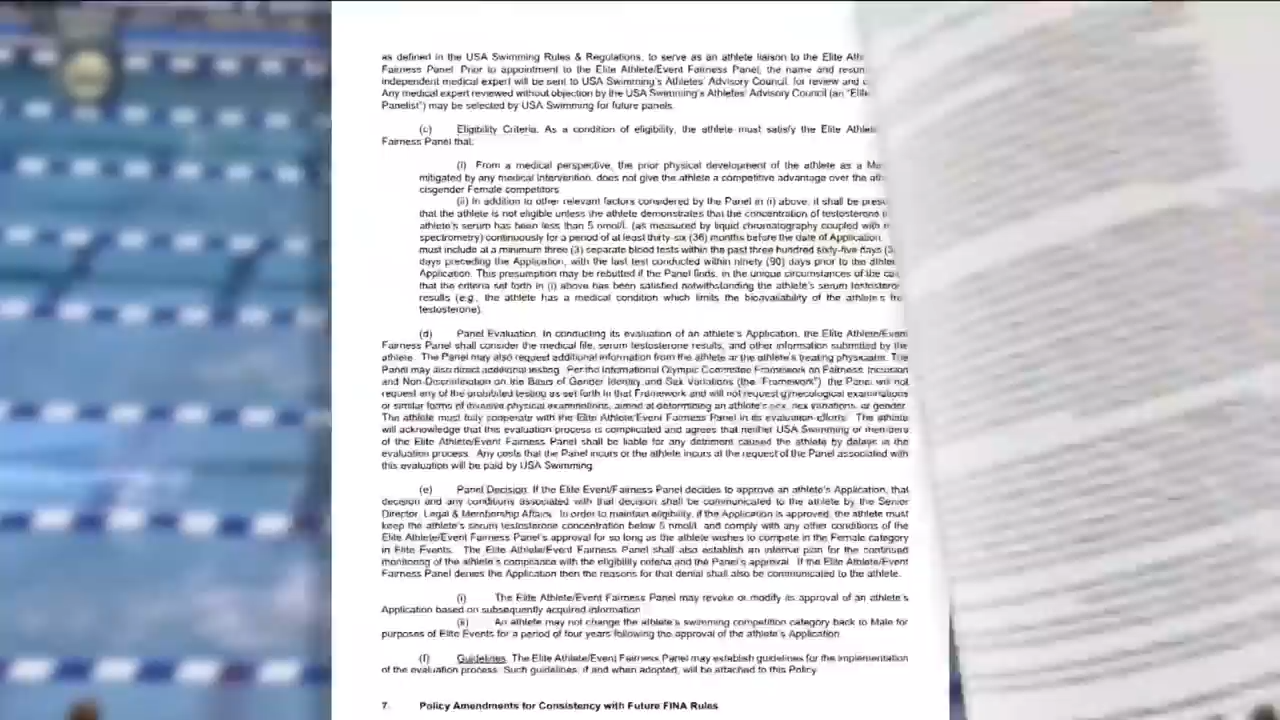 as defined in the USA Swimming Rules & Regulations, to serve as an athlete liaison to the Elite
Fairness Panel. Prior to appointment to the Elite Athlete/Event Fairness Panel, the name and
independent medical expert will be sent to USA Swimming's Athletes' Advisory Council, for review and
Any medical expert reviewed without objection by the USA Swimming's Athletes' Advisory Council (an "Elite
Panelist") may be selected by USA Swimming for future panels.
(c) Eligibility Criteria. As a condition of eligibility, the athlete must satisfy the Elite
Fairness Panel that:
(i) From a medical perspective, the prior physical development of the athlete as a
mitigated by any medical intervention, does not give the athlete a competitive advantage over the
cisgender Female competitors.
(ii) In addition to other relevant factors considered by the Panel in (i) above, it shall be
that the athlete is not eligible unless the athlete demonstrates that the concentration of testosterone
athlete's serum has been less than 5 nmol/L (as measured by liquid chromatography coupled with
spectrometry) continuously for a period of at least thirty-six (36) months before the date of Application.
must include at a minimum three (3) separate blood tests within the past three hundred sixty-five days
days preceding the Application, with the last test conducted within ninety (90) days prior to the
Application. This presumption may be rebutted if the Panel finds, in the unique circumstances of the
that the criteria set forth in (i) above has been satisfied notwithstanding the athlete's serum
results (e.g., the athlete has a medical condition which limits the bioavailability of the athlete's
testosterone).
(d) Panel Evaluation. In conducting its evaluation of an athlete's Application, the Elite Athlete/Event
Fairness Panel shall consider the medical file, serum testosterone results, and other information submitted by the
athlete. The Panel may also request additional information from the athlete or the athlete's treating physician. The
Panel may also direct additional testing. Per the International Olympic Committee Framework on Fairness, Inclusion
and Non-Discrimination on the Basis of Gender Identity and Sex Variations (the "Framework"), the Panel will not
request any of the prohibited testing as set forth in that Framework and will not request gynecological examinations
or similar forms of invasive physical examinations, aimed at determining an athlete's sex, sex variations, or gender.
The athlete must fully cooperate with the Elite Athlete/Event Fairness Panel in its evaluation efforts. The athlete
will acknowledge that this evaluation process is complicated and agrees that neither USA Swimming or members
of the Elite Athlete/Event Fairness Panel shall be liable for any detriment caused the athlete by delays in the
evaluation process. Any costs that the Panel incurs or the athlete incurs at the request of the Panel associated with
this evaluation will be paid by USA Swimming.
(e) Panel Decision. If the Elite Event/Fairness Panel decides to approve an athlete's Application, that
decision and any conditions associated with that decision shall be communicated to the athlete by the Senior
Director, Legal & Membership Affairs. In order to maintain eligibility, if the Application is approved, the athlete must
keep the athlete's serum testosterone concentration below 5 nmol/L and comply with any other conditions of the
Elite Athlete/Event Fairness Panel's approval for so long as the athlete wishes to compete in the Female category
in Elite Events. The Elite Athlete/Event Fairness Panel shall also establish an interval plan for the continued
monitoring of the athlete's compliance with the eligibility criteria and the Panel's approval. If the Elite Athlete/Event
Fairness Panel denies the Application then the reasons for that denial shall also be communicated to the athlete.
(i) The Elite Athlete/Event Fairness Panel may revoke or modify its approval of an athlete's
Application based on subsequently acquired information.
(ii) An athlete may not change the athlete's swimming competition category back to Male for
purposes of Elite Events for a period of four years following the approval of the athlete's Application.
(f) Guidelines. The Elite Athlete/Event Fairness Panel may establish guidelines for the implementation
of the evaluation process. Such guidelines, if and when adopted, will be attached to this Policy.
7. Policy Amendments for Consistency with Future FINA Rules